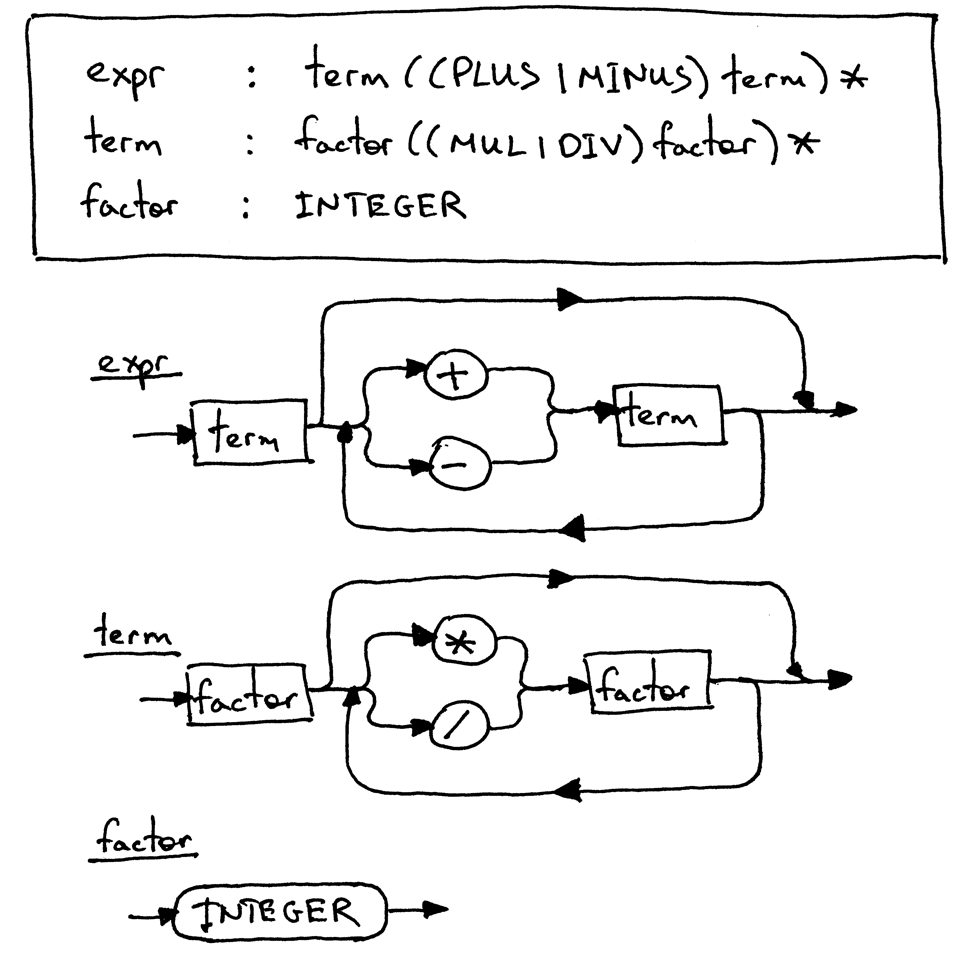 expr : term ((PLUS | MINUS) term) *
term : factor ((MUL | DIV) factor) *
factor : INTEGER
expr
+
term
term
-
term
*
factor
factor
/
factor
INTEGER